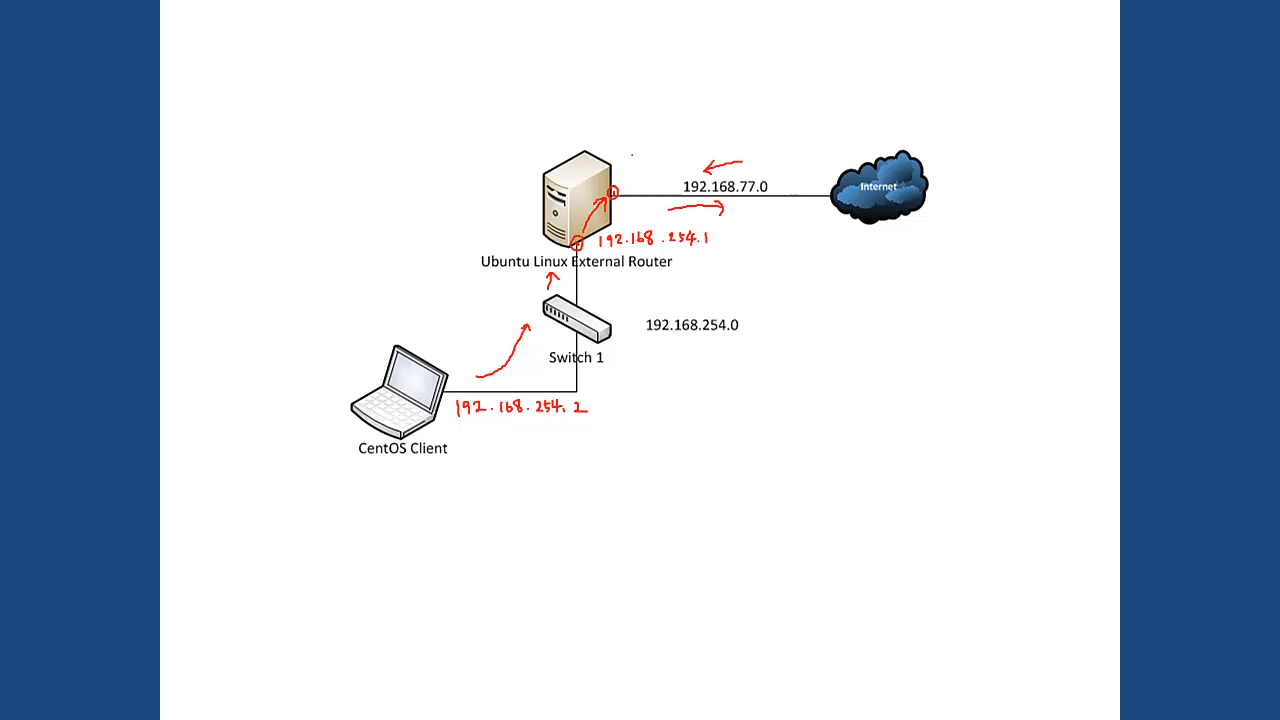 192.168.77.0
Internet
192.168.254.1
Ubuntu Linux External Router
192.168.254.0
Switch 1
192.168.254.2
CentOS Client